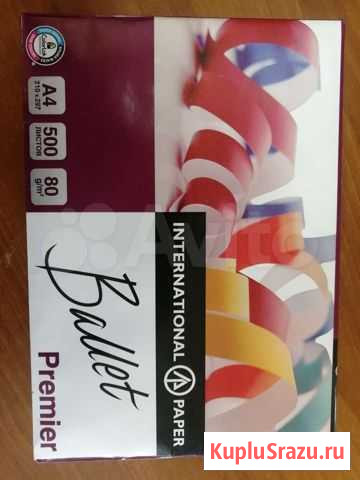 A4
210 x 297
500
ЛИСТОВ
80
g/m²
INTERNATIONAL
PAPER
Ballet
Premier
Avito
KupluSrazu.ru